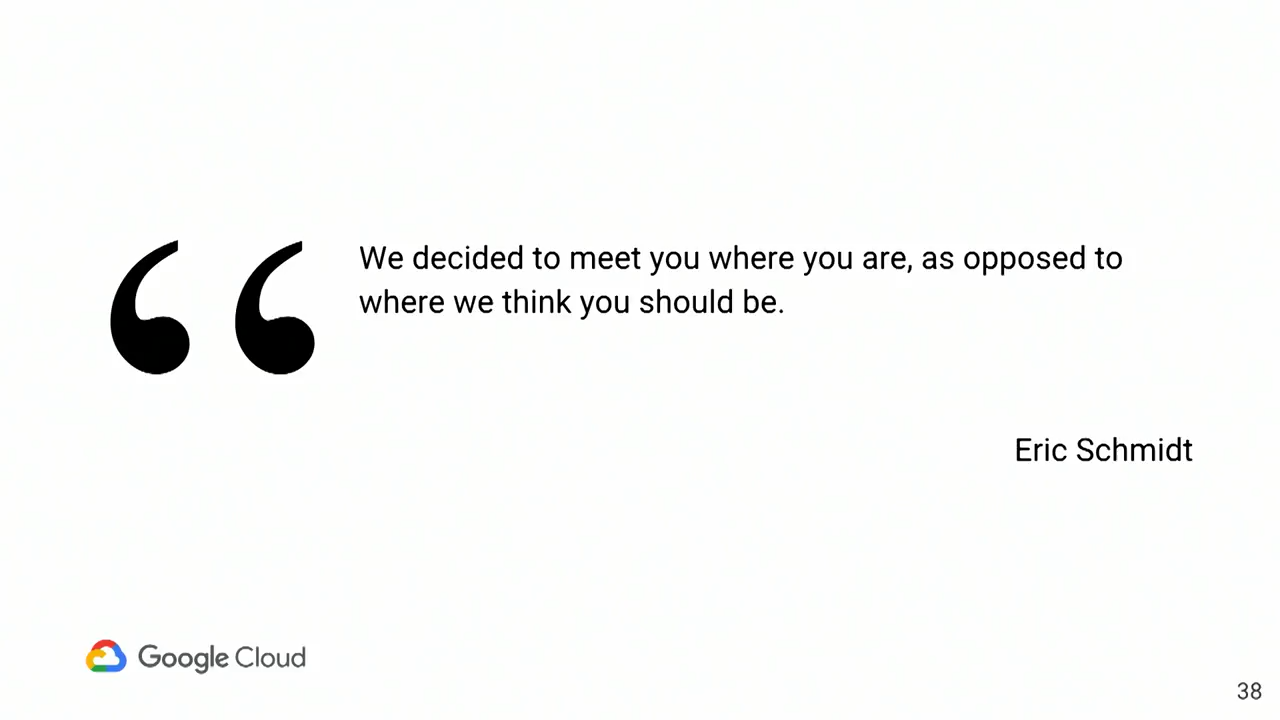 We decided to meet you where you are, as opposed to
where we think you should be.
Eric Schmidt
Google Cloud
38